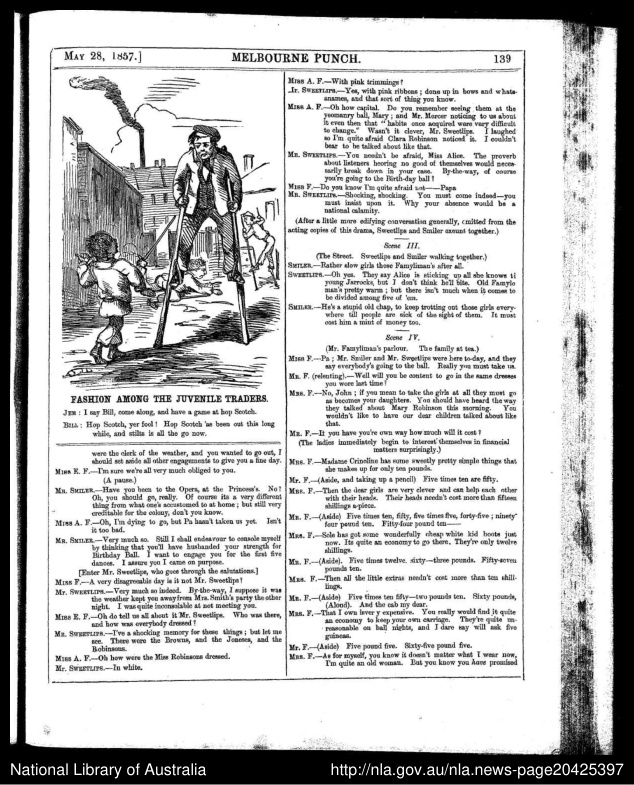 MAY 28, 1857.]
MELBOURNE PUNCH.
139
FASHION AMONG THE JUVENILE TRADERS.
JER : I say Bill, come along, and have a game at hop Scotch.
BILL : Hop Scotch, yer fool ! Hop Scotch 'as been out this long
while, and stilts is all the go now.
were the clerk of the weather, and you wanted to go out, I
should set aside all other engagements to give you a fine day.
MISS E. F.—I'm sure we're all very much obliged to you.
(A pause.)
MR. SMILER.—Have you been to the Opera, at the Princess's. No !
Oh, you should go, really. Of course its a very different
thing from what one's accustomed to at home ; but still very
creditable for the colony, don't you know.
MISS A. F.—Oh, I'm dying to go, but Pa hasn't taken us yet. Isn't
it too bad.
MR. SMILER.—Very much so. Still I shall endeavour to console myself
by thinking that you'll have husbanded your strength for
Birthday Ball. I want to engage you for the first five
dances. I assure you I came on purpose.
[Enter Mr. Sweetlips, who goes through the salutations.]
MISS F.—A very disagreeable day is it not Mr. Sweetlips?
MR. SWEETLIPS.—Very much so indeed. By-the-way, I suppose it was
the weather kept you away from Mrs. Smith's party the other
night. I was quite inconsolable at not meeting you.
MISS E. F.—Oh do tell us all about it Mr. Sweetlips. Who was there,
and how was everybody dressed?
MR. SWEETLIPS.—I've a shocking memory for these things ; but let me
see. There were the Browns, and the Joneses, and the
Robinsons.
MISS A. F.—Oh how were the Miss Robinsons dressed.
MR. SWEETLIPS.—In white.
MISS A. F.—With pink trimmings?
Mr. SWEETLIPS.—Yes, with pink ribbons ; done up in bows and whats-
anames, and that sort of thing you know.
MISS A. F.—Oh how capital. Do you remember seeing them at the
yeomanry ball, Mary ; and Mr. Mercer noticing to us about
it even then that "habits once acquired were very difficult
to change." Wasn't it clever, Mr. Sweetlips. I laughed
so I'm quite afraid Clara Robinson noticed it. I couldn't
bear to be talked about like that.
MR. SWEETLIPS.—You needn't be afraid, Miss Alice. The proverb
about listeners hearing no good of themselves would neces-
sarily break down in your case. By-the-way, of course
you're going to the Birth-day ball?
MISS F.—Do you know I'm quite afraid not——Papa
MR. SWEETLIPS.—Shocking, shocking. You must come indeed—you
must insist upon it. Why your absence would be a
national calamity.
(After a little more edifying conversation generally, omitted from the
acting copies of this drama, Sweetlips and Smiler exeunt together.)
Scene III.
(The Street. Sweetlips and Smiler walking together.)
SMILER.—Rather slow girls those Familyman's after all.
SWEETLIPS.—Oh yes. They say Alice is sticking up all she knows ti
young Jarrocks, but I don't think he'll bite. Old Famyly
man's pretty warm ; but there isn't much when it comes to
be divided among five of 'em.
SMILER.—He's a stupid old chap, to keep trotting out those girls every-
where till people are sick of the sight of them. It must
cost him a mint of money too.
Scene IV.
(Mr. Famyliman's parlour. The family at tea.)
MISS F.—Pa ; Mr. Smiler and Mr. Sweetlips were here to-day, and they
say everybody's going to the ball. Really you must take us.
MR. F. (relenting).—Well will you be content to go in the same dresses
you wore last time?
MRS. F.—No, John ; if you mean to take the girls at all they must go
as becomes your daughters. You should have heard the way
they talked about Mary Robinson this morning. You
wouldn't like to have our dear children talked about like
that.
MR. F.—If you have you're own way how much will it cost?
(The ladies immediately begin to interest themselves in financial
matters surprisingly.)
MRS. F.—Madame Crinoline has some sweetly pretty simple things that
she makes up for only ten pounds.
Mr. F.—(Aside, and taking up a pencil) Five times ten are fifty.
MRS. F.—Then the dear girls are very clever and can help each other
with their heads. Their heads needn't cost more than fifteen
shillings a-piece.
MR. F.—(Aside) Five times ten, fifty, five times five, forty-five ; ninety
four pound ten. Fifty-four pound ten——
MRS. F.—Sole has got some wonderfully cheap white kid boots just
now. Its quite an economy to go there. They're only twelve
shillings.
MR. F.—(Aside). Five times twelve. sixty—three pounds. Fifty-seven
pounds ten.
MRS. F.—Then all the little extras needn't cost more than ten shill-
ings.
MR. F.—(Aside) Five times ten fifty—two pounds ten. Sixty pounds,
(Aloud). And the cab my dear.
MRS. F.—That I own is very expensive. You really would find it quite
an economy to keep your own carriage. They're quite un-
reasonable on ball nights, and I dare say will ask five
guineas.
Mr. F.—(Aside) Five pound five. Sixty-five pound five.
MRS. F.—As for myself, you know it doesn't matter what I wear now,
I'm quite an old woman. But you know you have promised
National Library of Australia
http://nla.gov.au/nla.news-page20425397